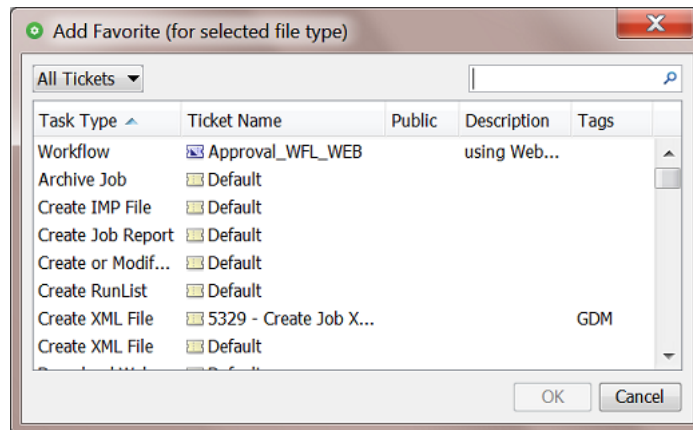 Add Favorite (for selected file type)
All Tickets
Task Type Ticket Name Public Description Tags
Workflow Approval_WFL_WEB using Web...
Archive Job Default
Create IMP File Default
Create Job Report Default
Create or Modif... Default
Create RunList Default
Create XML File 5329 - Create Job X... GDM
Create XML File Default
OK Cancel